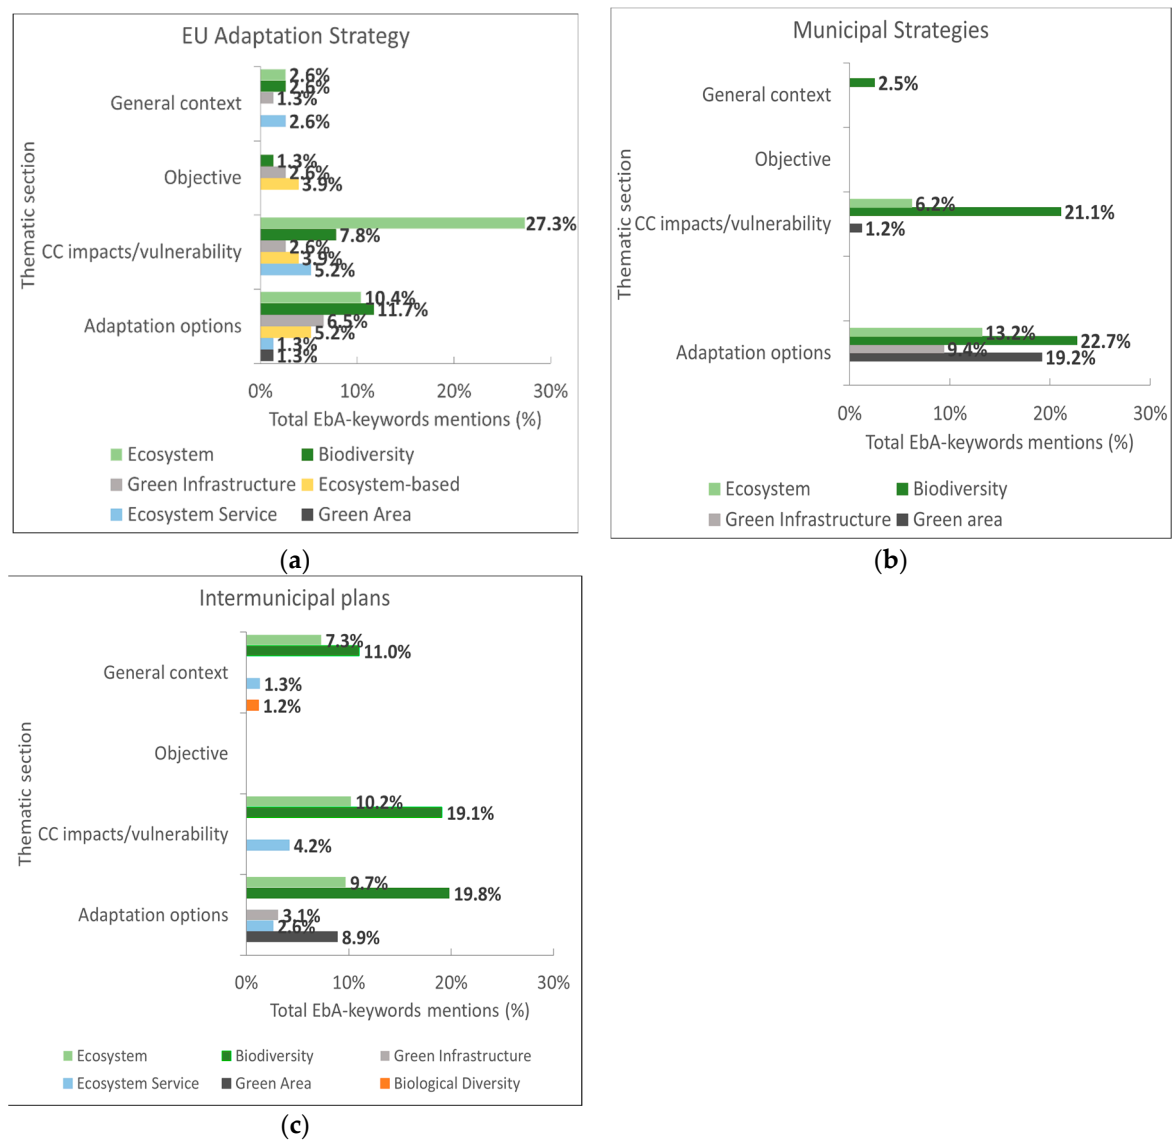 EU Adaptation Strategy
Thematic section
General context
2.6%
2.6%
1.3%
2.6%
Objective
1.3%
2.6%
3.9%
CC impacts/vulnerability
27.3%
7.8%
2.6%
3.9%
5.2%
Adaptation options
10.4%
11.7%
6.5%
5.2%
1.3%
1.3%
0% 10% 20% 30%
Total EbA-keywords mentions (%)
Ecosystem Biodiversity
Green Infrastructure Ecosystem-based
Ecosystem Service Green Area
(a)
Municipal Strategies
Thematic section
General context
2.5%
Objective
CC impacts/vulnerability
6.2%
21.1%
1.2%
Adaptation options
13.2%
22.7%
9.4%
19.2%
0% 10% 20% 30%
Total EbA-keywords mentions (%)
Ecosystem Biodiversity
Green Infrastructure Green area
(b)
Intermunicipal plans
Thematic section
General context
7.3%
11.0%
1.3%
1.2%
Objective
CC impacts/vulnerability
10.2%
19.1%
4.2%
Adaptation options
9.7%
19.8%
3.1%
2.6%
8.9%
0% 10% 20% 30%
Total EbA-keywords mentions (%)
Ecosystem Biodiversity Green Infrastructure
Ecosystem Service Green Area Biological Diversity
(c)